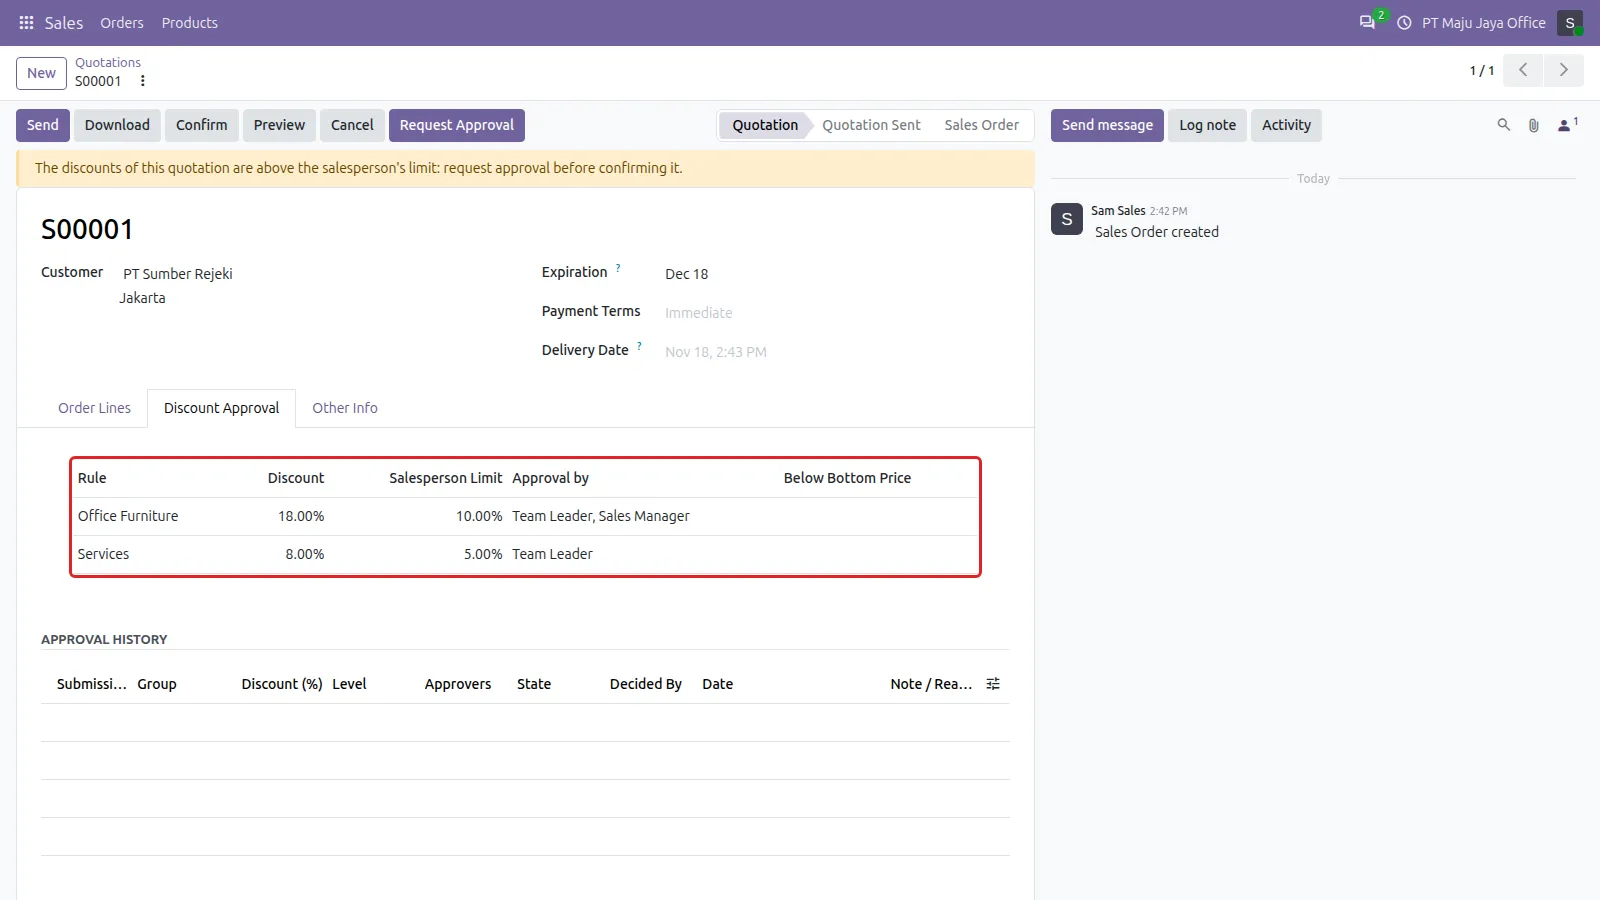 Sales Orders Products 2 PT Maju Jaya Office S
New Quotations
S00001
1 / 1
Send Download Confirm Preview Cancel Request Approval Quotation Quotation Sent Sales Order Send message Log note Activity 1
The discounts of this quotation are above the salesperson's limit: request approval before confirming it.
Today
S Sam Sales 2:42 PM
Sales Order created
S00001
Customer PT Sumber Rejeki
Jakarta
Expiration ? Dec 18
Payment Terms Immediate
Delivery Date ? Nov 18, 2:43 PM
Order Lines Discount Approval Other Info
Rule Discount Salesperson Limit Approval by Below Bottom Price
Office Furniture 18.00% 10.00% Team Leader, Sales Manager
Services 8.00% 5.00% Team Leader
APPROVAL HISTORY
Submissi... Group Discount (%) Level Approvers State Decided By Date Note / Rea...